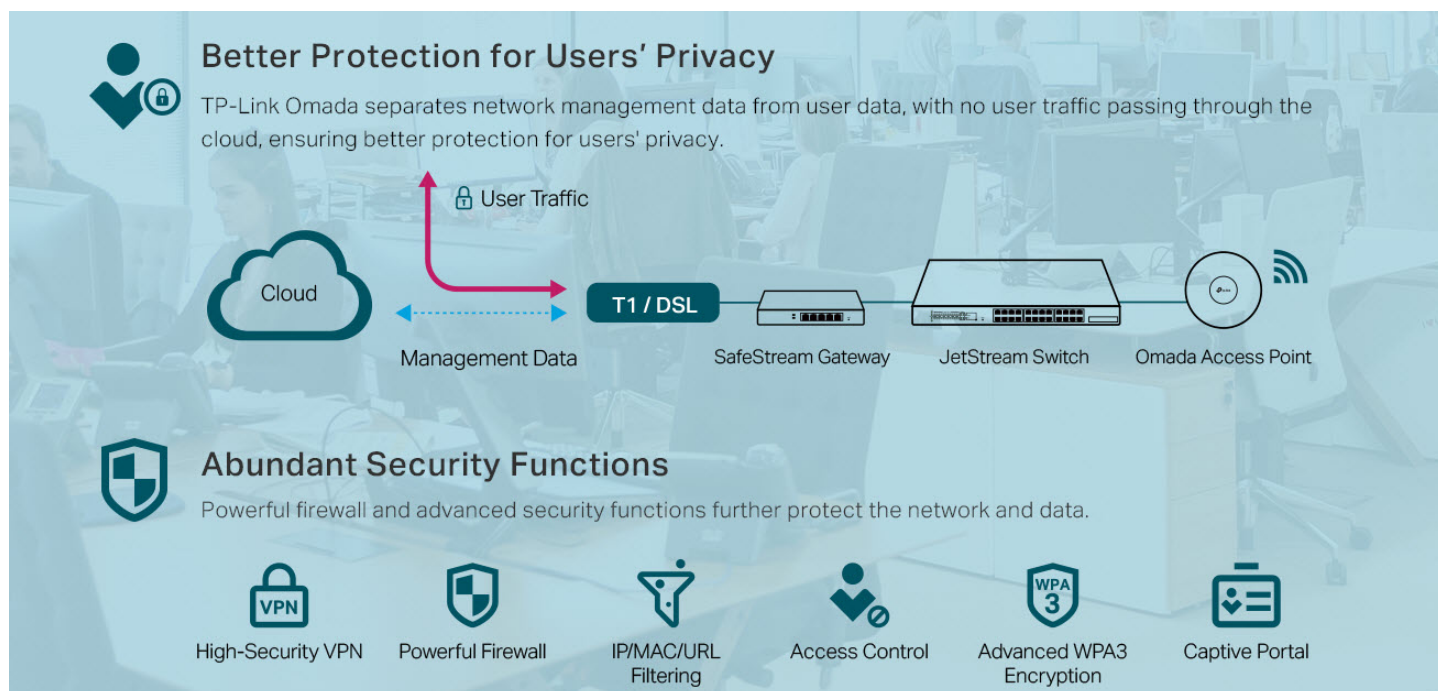 Better Protection for Users' Privacy
TP-Link Omada separates network management data from user data, with no user traffic passing through the
cloud, ensuring better protection for users' privacy.
User Traffic
Cloud
T1 / DSL
Management Data
SafeStream Gateway
JetStream Switch
Omada Access Point
Abundant Security Functions
Powerful firewall and advanced security functions further protect the network and data.
VPN
WPA
3
High-Security VPN
Powerful Firewall
IP/MAC/URL
Filtering
Access Control
Advanced WPA3
Encryption
Captive Portal